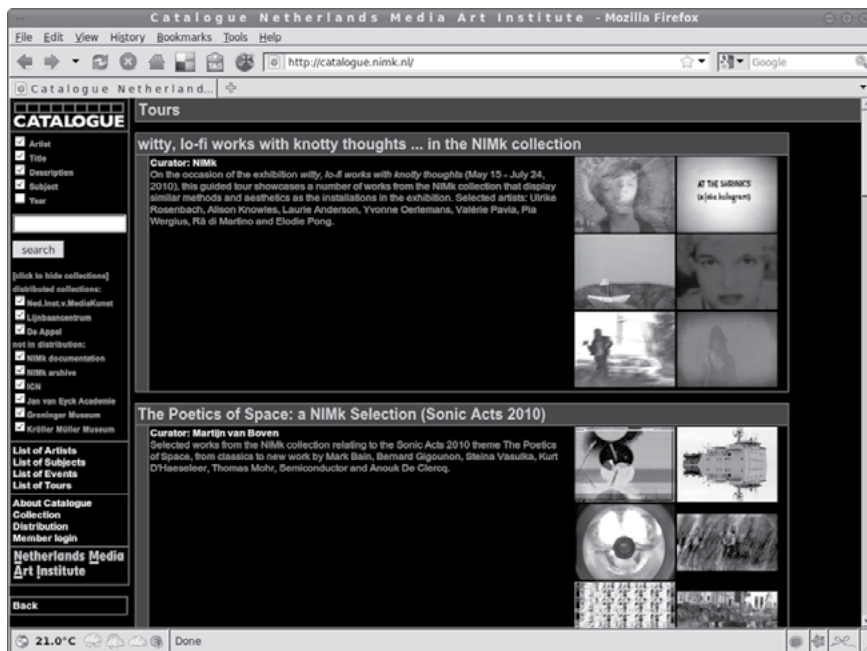 Catalogue Netherlands Media Art Institute - Mozilla Firefox
File Edit View History Bookmarks Tools Help
TAG
http://catalogue.nimk.nl/
Google
Catalogue Netherland...
CATALOGUE
Artist
Title
Description
Subject
Year
search
[click to hide collections]
distributed collections:
Ned.Inst.v.MediaKunst
Lijnbaancentrum
De Appel
not in distribution:
NIMk documentation
NIMk archive
ICN
Jan van Eyck Academie
Groninger Museum
Kröller Müller Museum
List of Artists
List of Subjects
List of Events
List of Tours
About Catalogue
Collection
Distribution
Member login
Netherlands Media
Art Institute
Back
Tours
witty, lo-fi works with knotty thoughts ... in the NIMk collection
Curator: NIMk
On the occasion of the exhibition witty, lo-fi works with knotty thoughts (May 15 - July 24,
2010), this guided tour showcases a number of works from the NIMk collection that display
similar methods and aesthetics as the installations in the exhibition. Selected artists: Ulrike
Rosenbach, Alison Knowles, Laurie Anderson, Yvonne Oerlemans, Valérie Pavia, Pia
Wergius, Rä di Martino and Elodie Pong.
AT THE SHRINK'S
(a fake hologram)
The Poetics of Space: a NIMk Selection (Sonic Acts 2010)
Curator: Martijn van Boven
Selected works from the NIMk collection relating to the Sonic Acts 2010 theme The Poetics
of Space, from classics to new work by Mark Bain, Bernard Gigounon, Steina Vasulka, Kurt
D'Haeseleer, Thomas Mohr, Semiconductor and Anouk De Clercq.
21.0°C
Done